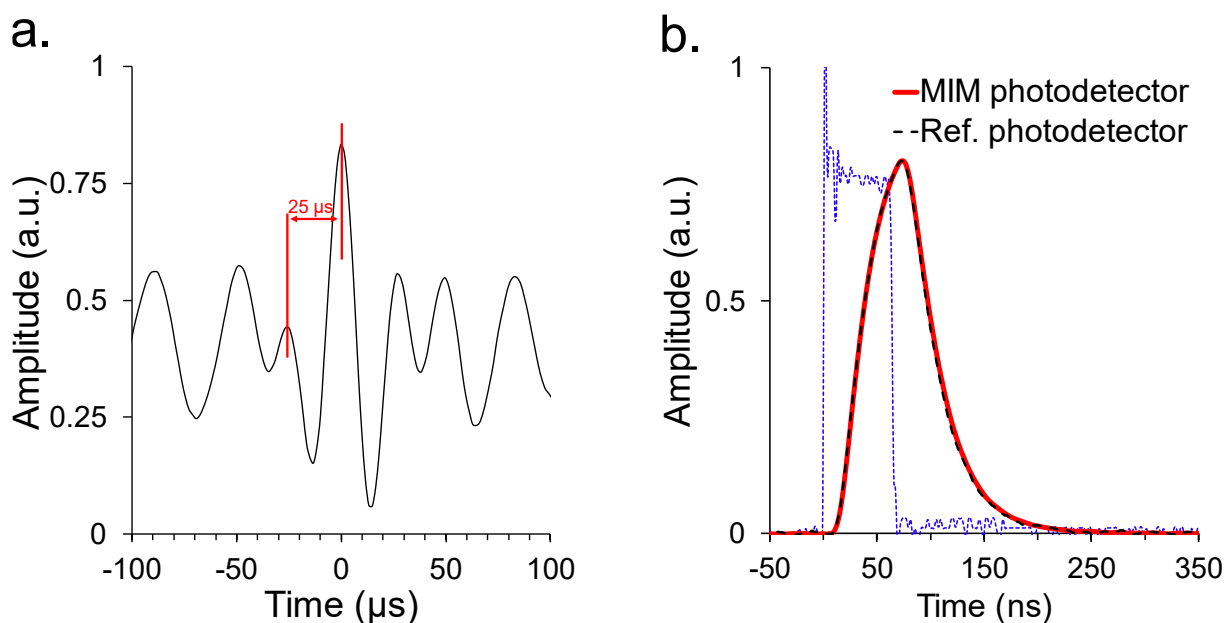 a.
1
0.75
0.5
0.25
0
Amplitude (a.u.)
25 µs
-100
-50
0
50
100
Time (µs)
b.
1
0.5
0
Amplitude (a.u.)
MIM photodetector
Ref. photodetector
-50
50
150
250
350
Time (ns)